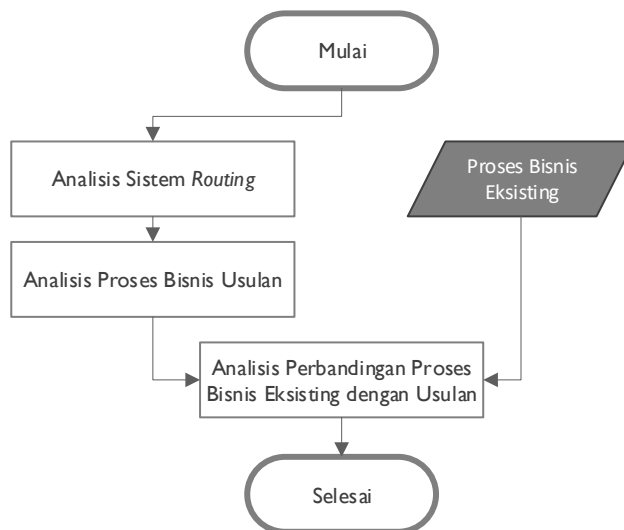 Mulai
Analisis Sistem Routing
Proses Bisnis
Eksisting
Analisis Proses Bisnis Usulan
Analisis Perbandingan Proses
Bisnis Eksisting dengan Usulan
Selesai